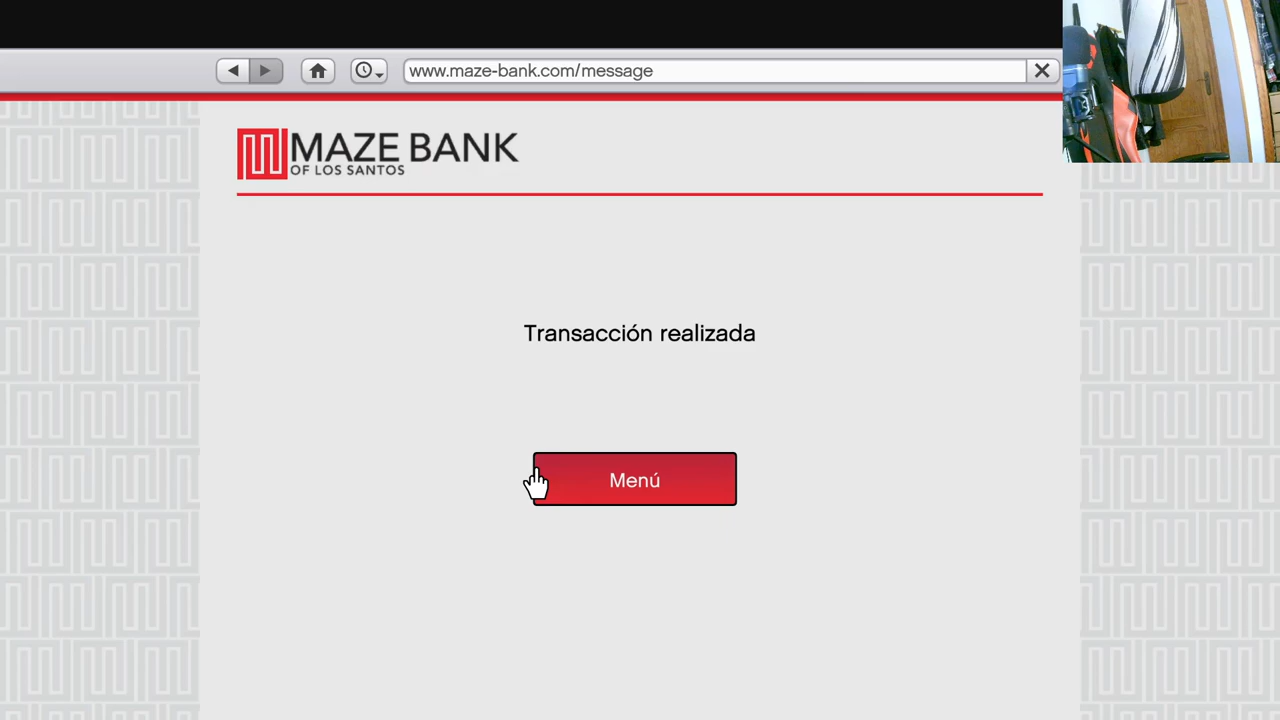 www.maze-bank.com/message
MAZE BANK
OF LOS SANTOS
Transacción realizada
Menú